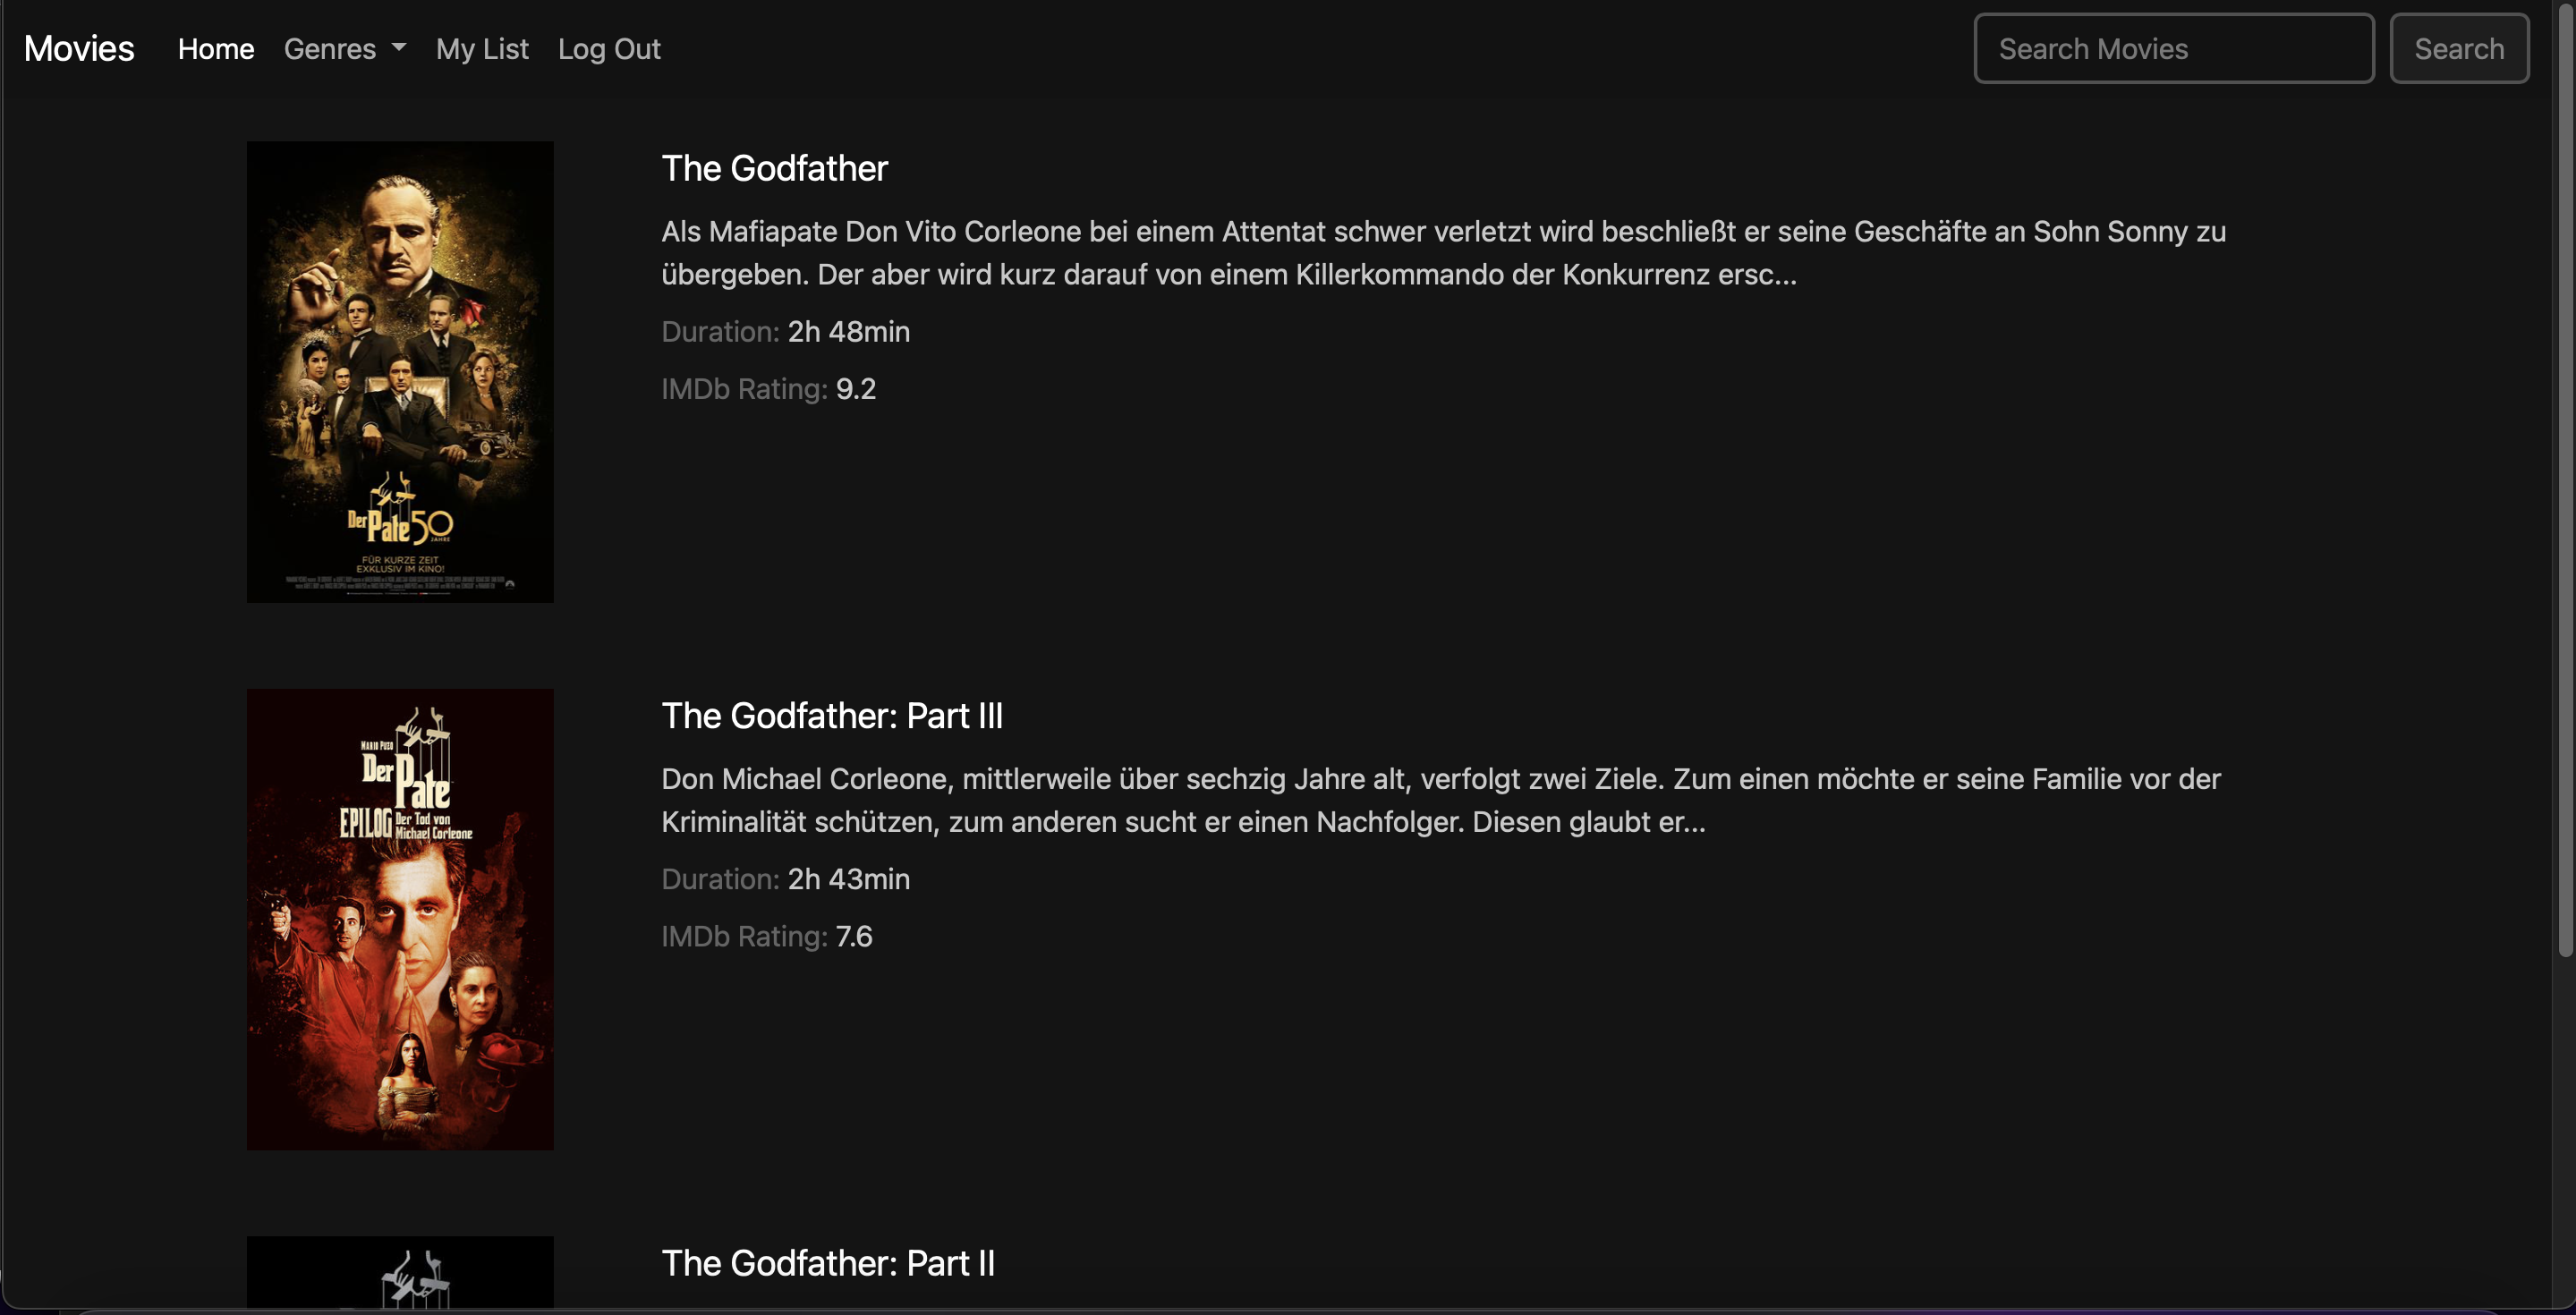 Movies Home Genres My List Log Out Search Movies Search
The Godfather
Als Mafiapate Don Vito Corleone bei einem Attentat schwer verletzt wird beschließt er seine Geschäfte an Sohn Sonny zu
übergeben. Der aber wird kurz darauf von einem Killerkommando der Konkurrenz ersc...
Duration: 2h 48min
IMDb Rating: 9.2
Der Pate 50
JAHRE
FÜR KURZE ZEIT
EXKLUSIV IM KINO!
The Godfather: Part III
Don Michael Corleone, mittlerweile über sechzig Jahre alt, verfolgt zwei Ziele. Zum einen möchte er seine Familie vor der
Kriminalität schützen, zum anderen sucht er einen Nachfolger. Diesen glaubt er...
Duration: 2h 43min
IMDb Rating: 7.6
MARIO PUZO
Der Pate
EPILOG Der Tod von
Michael Corleone
The Godfather: Part II